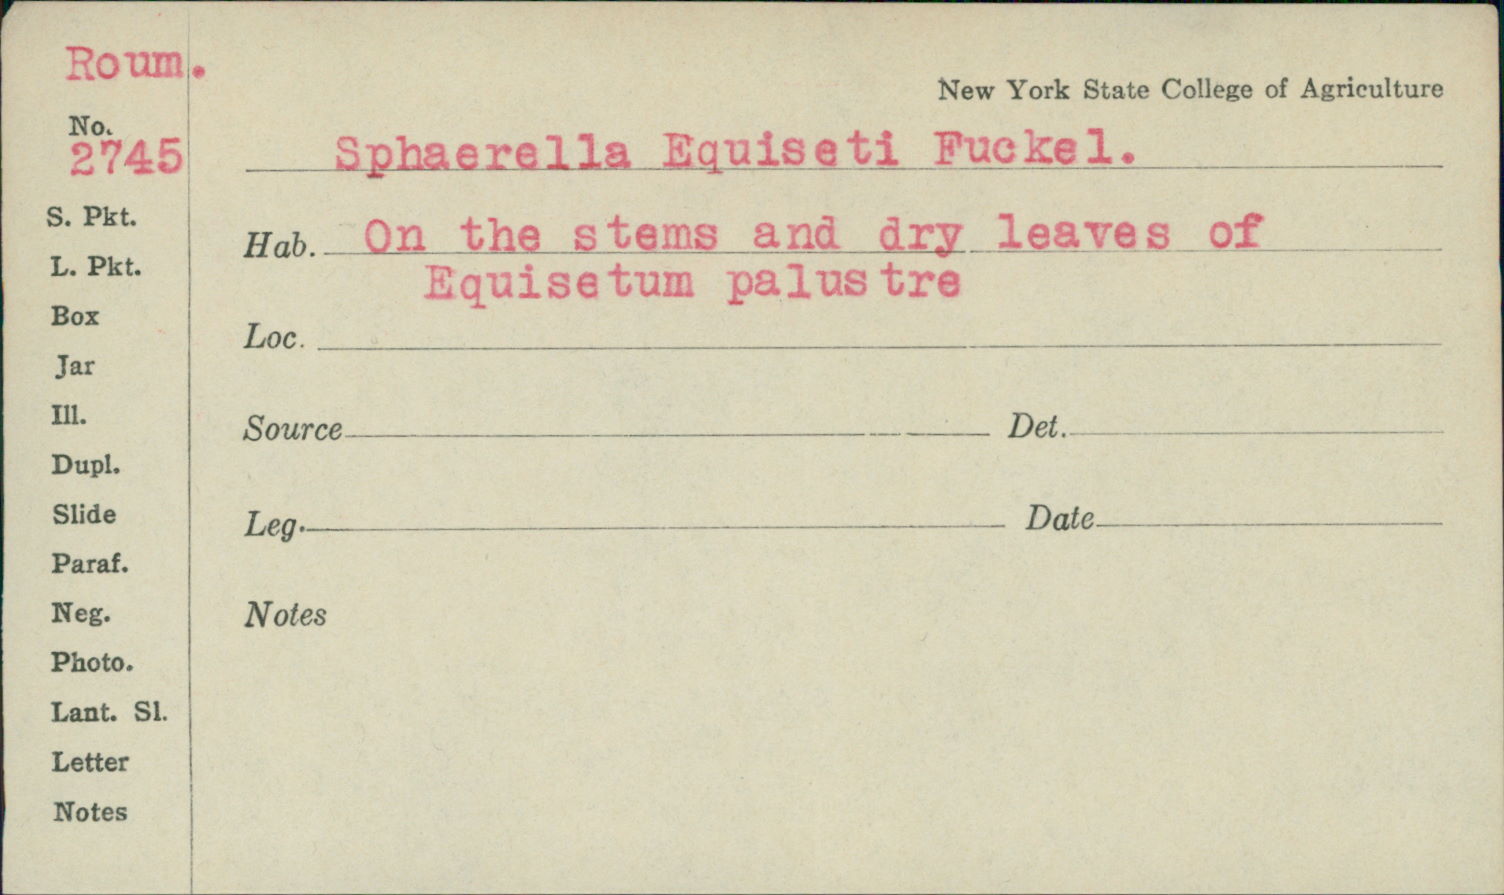 Roum.
New York State College of Agriculture
No.
2745
Sphaerella Equiseti Fuckel.
S. Pkt.
Hab. On the stems and dry leaves of
Equisetum palustre
L. Pkt.
Box
Loc.
Jar
Ill.
Source Det.
Dupl.
Slide
Leg. Date
Paraf.
Neg.
Notes
Photo.
Lant. Sl.
Letter
Notes